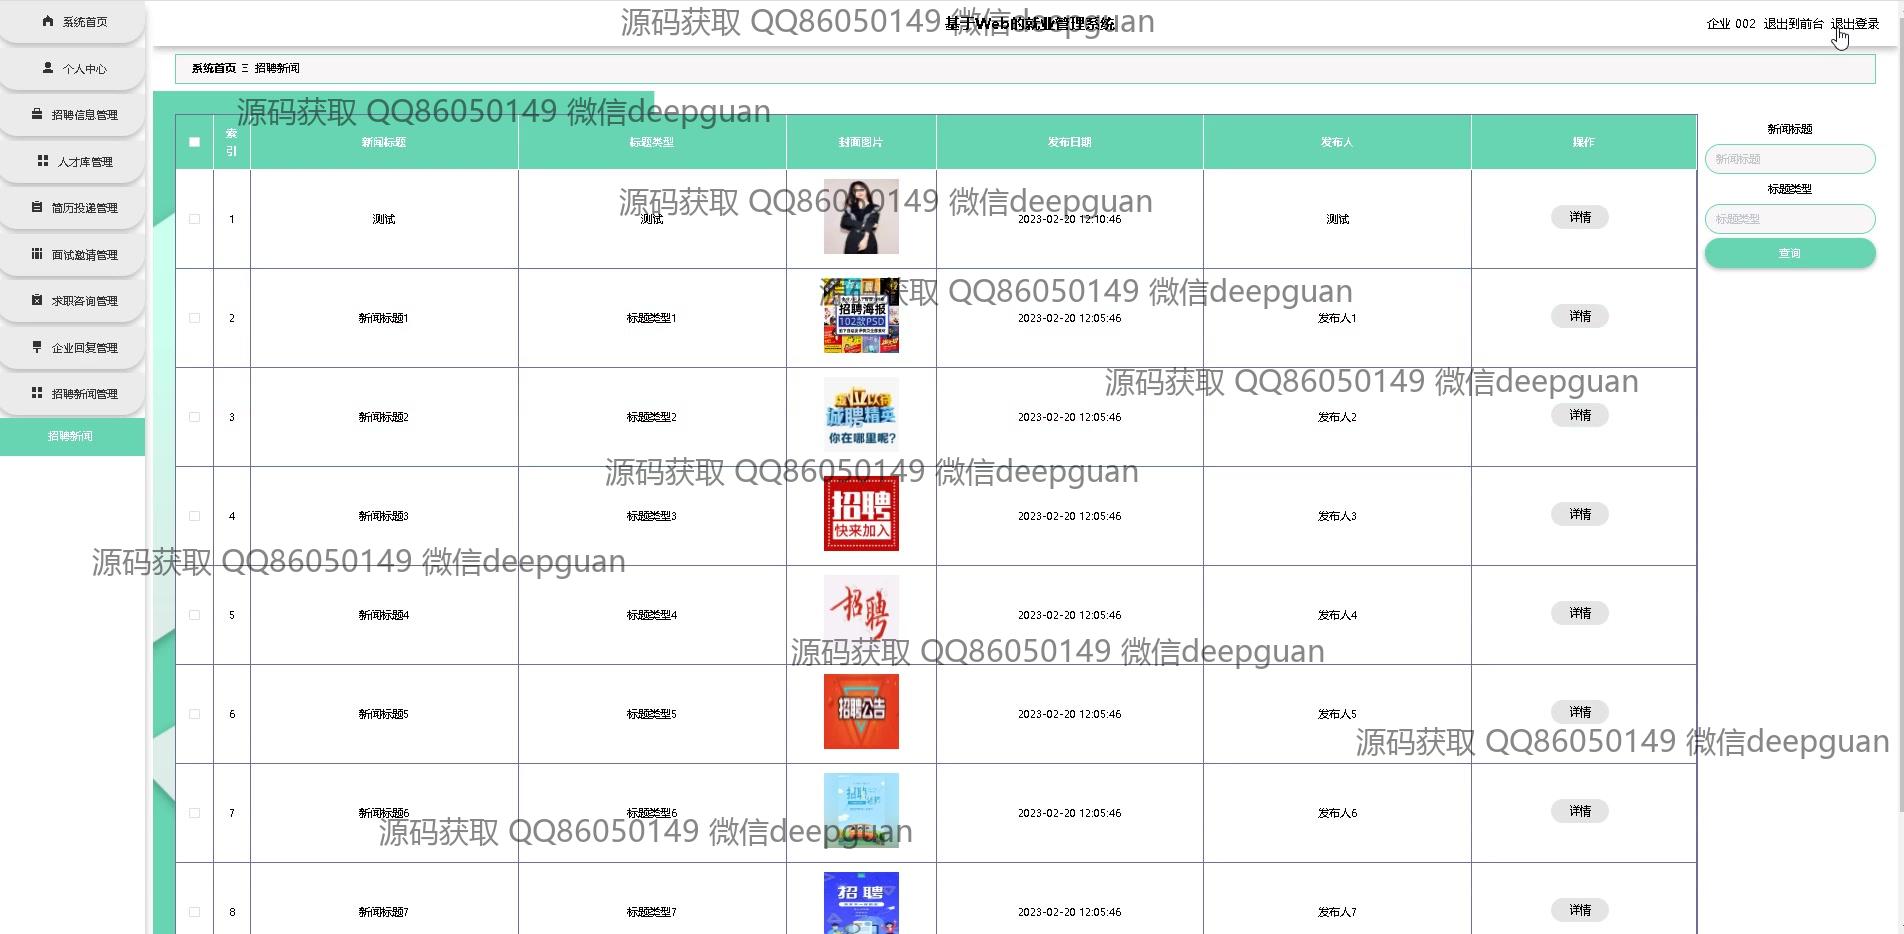 系统首页
个人中心
招聘信息管理
人才库管理
简历投递管理
面试邀请管理
求职咨询管理
企业回复管理
招聘新闻管理
招聘新闻
源码获取 QQ86050149 微信deepguan
基于Web的就业管理系统
企业 002 退出到前台 退出登录
系统首页 Ξ 招聘新闻
源码获取 QQ86050149 微信deepguan
索引 新闻标题 标题类型 封面图片 发布日期 发布人 操作
新闻标题
新闻标题
标题类型
标题类型
查询
源码获取 QQ86050149 微信deepguan
1 测试 测试 2023-02-20 12:10:46 测试 详情
源码获取 QQ86050149 微信deepguan
招聘海报
102款PSD
2 新闻标题1 标题类型1 2023-02-20 12:05:46 发布人1 详情
源码获取 QQ86050149 微信deepguan
诚聘精英
你在哪里呢?
3 新闻标题2 标题类型2 2023-02-20 12:05:46 发布人2 详情
源码获取 QQ86050149 微信deepguan
招聘
快来加入
4 新闻标题3 标题类型3 2023-02-20 12:05:46 发布人3 详情
源码获取 QQ86050149 微信deepguan
招聘
5 新闻标题4 标题类型4 2023-02-20 12:05:46 发布人4 详情
源码获取 QQ86050149 微信deepguan
招聘公告
6 新闻标题5 标题类型5 2023-02-20 12:05:46 发布人5 详情
源码获取 QQ86050149 微信deepguan
招聘
7 新闻标题6 标题类型6 2023-02-20 12:05:46 发布人6 详情
源码获取 QQ86050149 微信deepguan
招聘
8 新闻标题7 标题类型7 2023-02-20 12:05:46 发布人7 详情